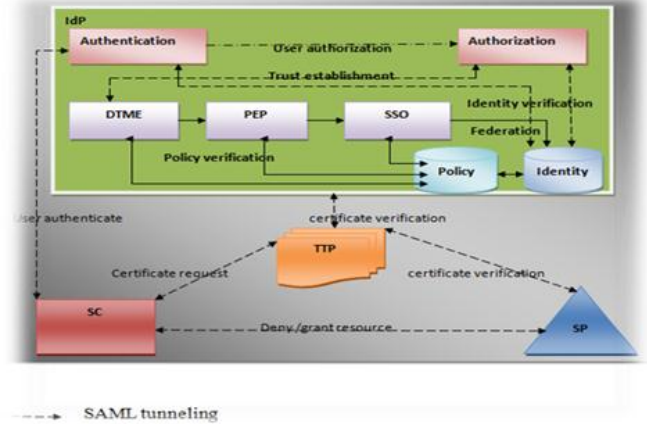 IdP
Authentication
Authorization
User authorization
Trust establishment
Identity verification
DTME
PEP
SSO
Federation
Policy verification
Policy
Identity
User authenticate
certificate verification
TTP
Certificate request
certificate verification
SC
Deny /grant resource
SP
SAML tunneling